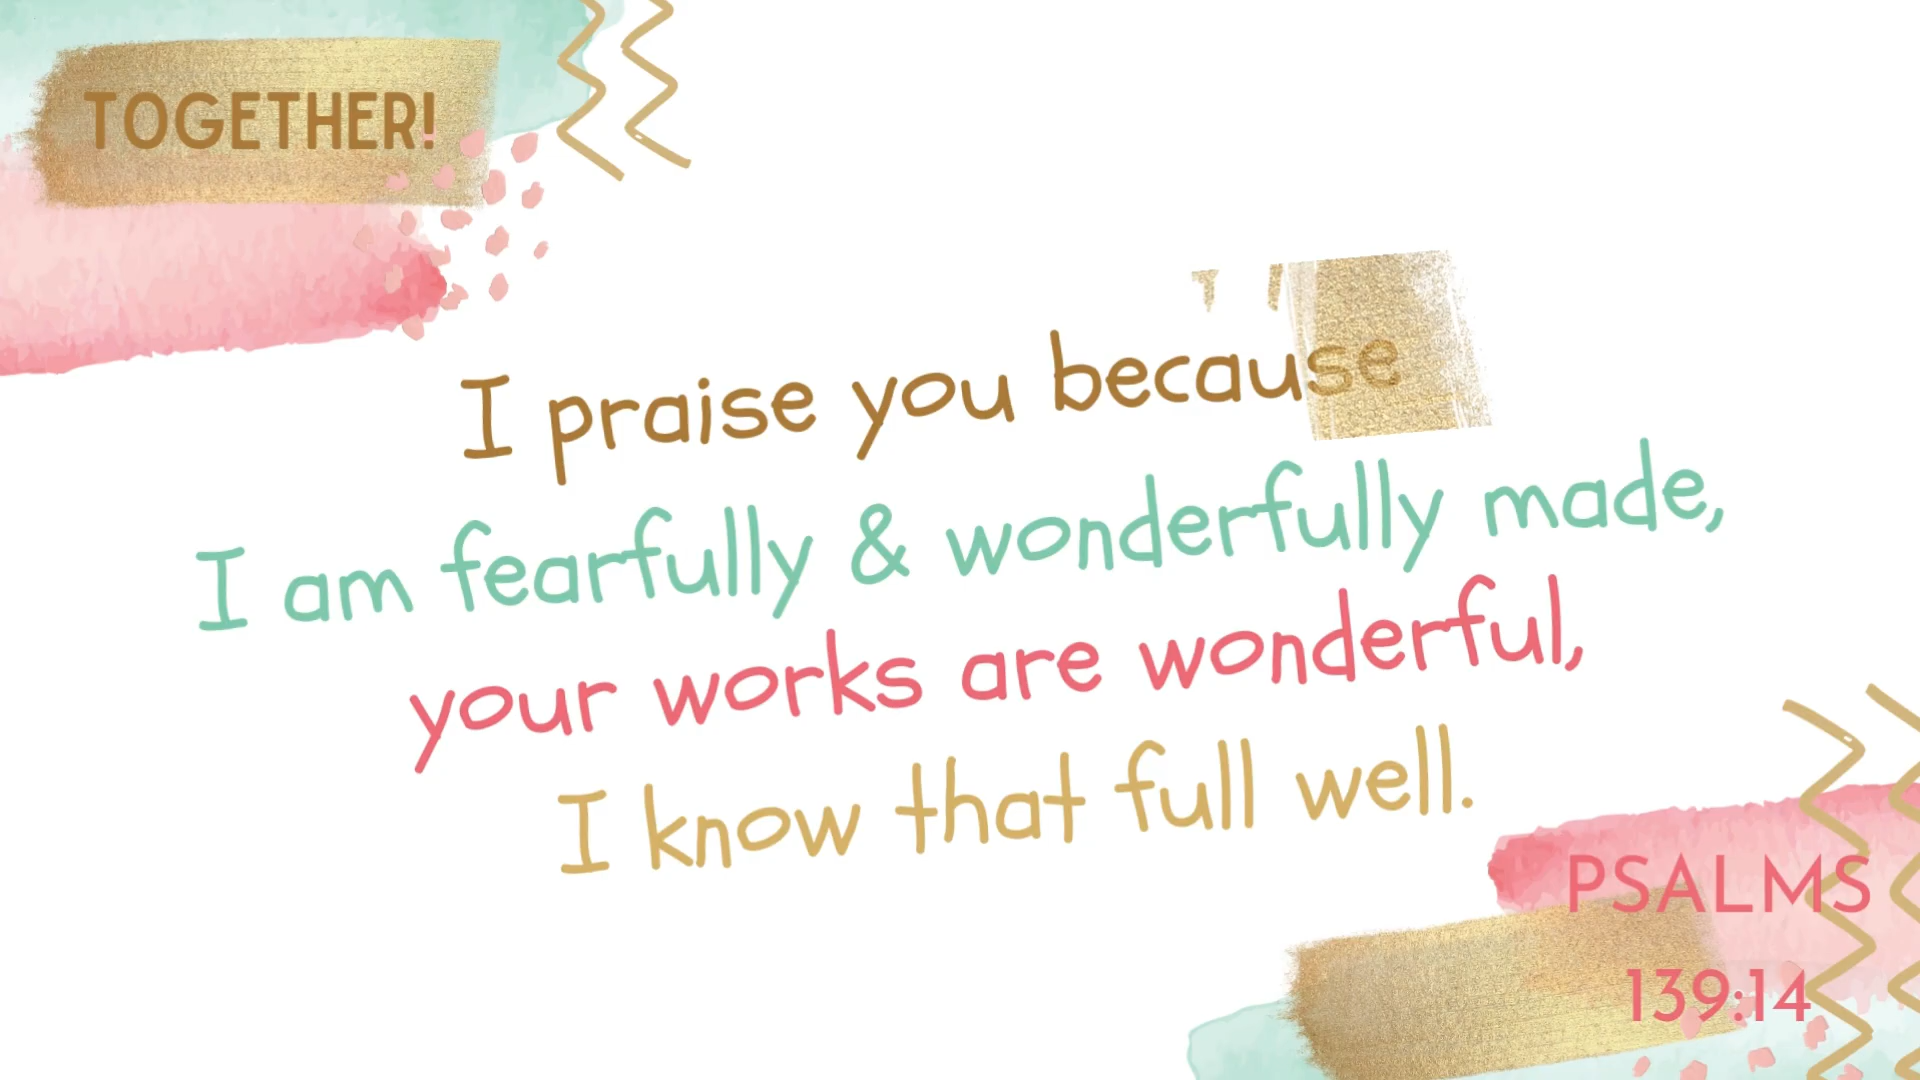 TOGETHER!
I praise you because
I am fearfully & wonderfully made,
your works are wonderful,
I know that full well.
PSALMS
139:14